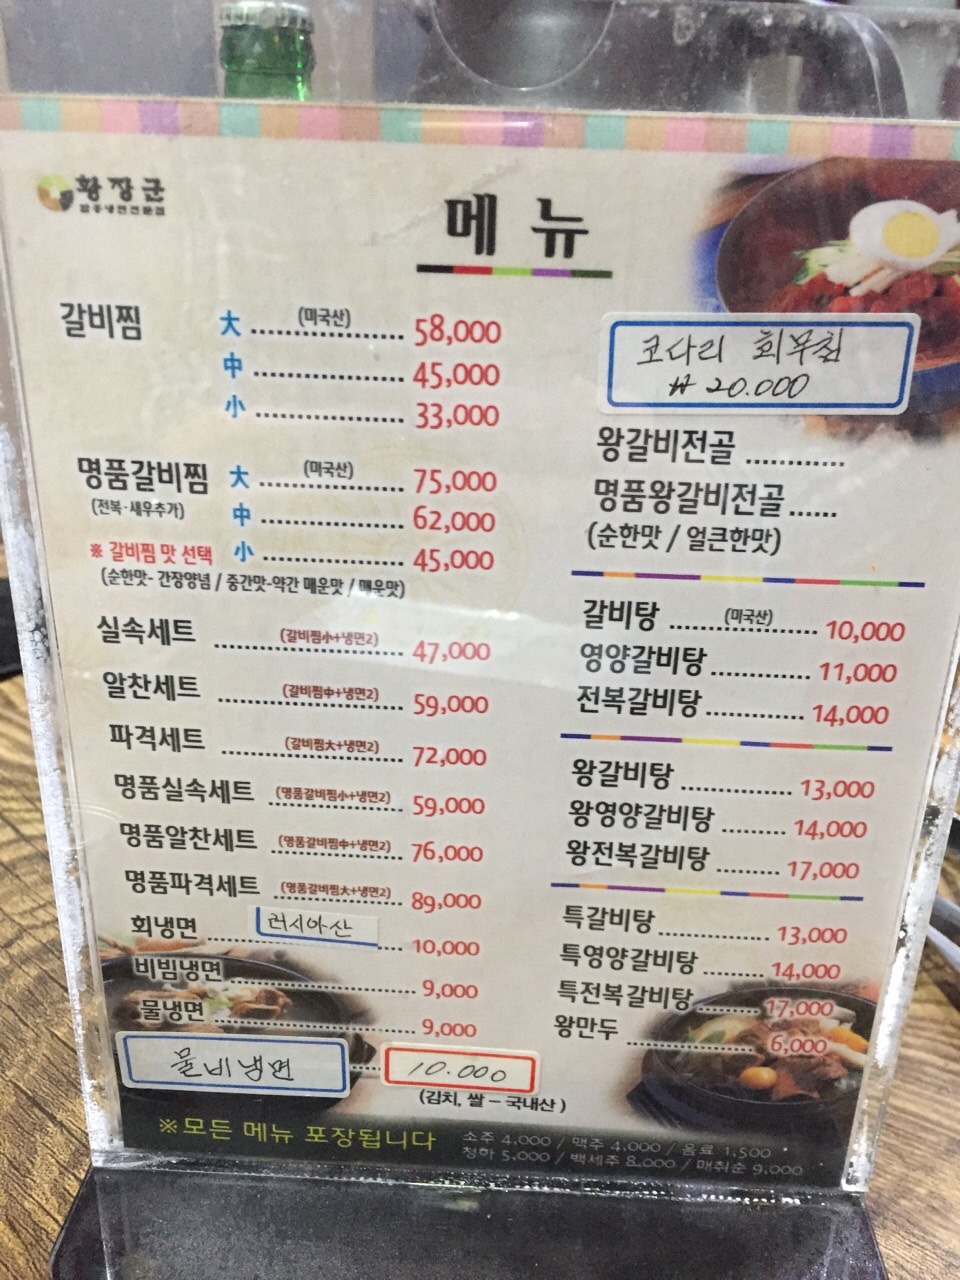 황장군
메뉴
갈비찜 大 (미국산) 58,000
中 45,000
小 33,000
명품갈비찜 大 (미국산) 75,000
(전복·새우추가) 中 62,000
※ 갈비찜 맛 선택 小 45,000
(순한맛- 간장양념 / 중간맛-약간 매운맛 / 매운맛)
실속세트 (갈비찜小+냉면2) 47,000
알찬세트 (갈비찜中+냉면2) 59,000
파격세트 (갈비찜大+냉면2) 72,000
명품실속세트 (명품갈비찜小+냉면2) 59,000
명품알찬세트 (명품갈비찜中+냉면2) 76,000
명품파격세트 (명품갈비찜大+냉면2) 89,000
회냉면 러시아산 10,000
비빔냉면 9,000
물냉면 9,000
물비냉면 10.000
코다리 회무침
₩20.000
왕갈비전골
명품왕갈비전골
(순한맛 / 얼큰한맛)
갈비탕 (미국산) 10,000
영양갈비탕 11,000
전복갈비탕 14,000
왕갈비탕 13,000
왕영양갈비탕 14,000
왕전복갈비탕 17,000
특갈비탕 13,000
특영양갈비탕 14,000
특전복갈비탕 17,000
왕만두 6,000
(김치, 쌀 - 국내산)
※모든 메뉴 포장됩니다
소주 4,000 / 맥주 4,000 / 음료 1,500
청하 5,000 / 백세주 8,000 / 매취순 9,000